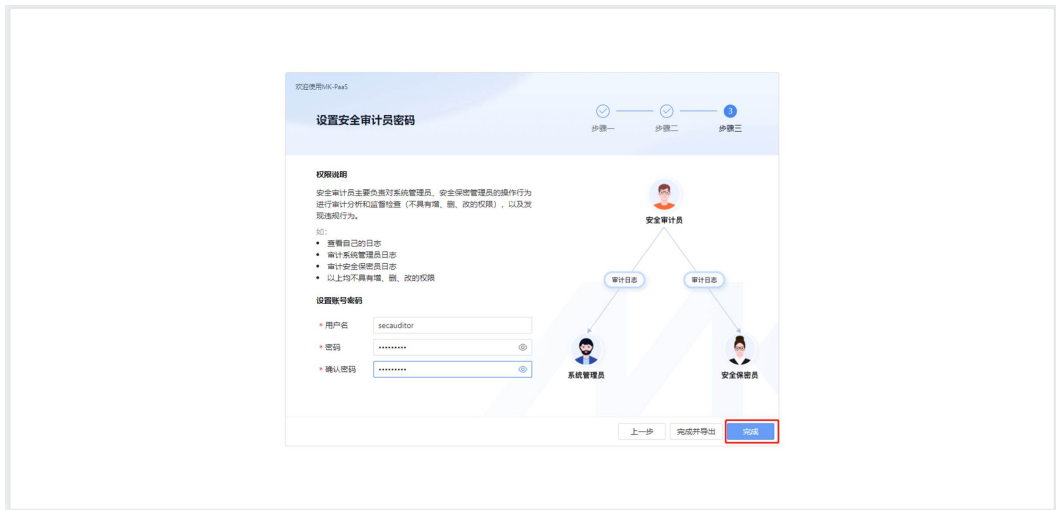 欢迎使用MK-PaaS
设置安全审计员密码
3
步骤一
步骤二
步骤三
权限说明
安全审计员主要负责对系统管理员、安全保密管理员的操作行为
进行审计分析和监督检查（不具有增、删、改的权限），以及发
现违规行为。
如：
• 查看自己的日志
• 审计系统管理员日志
• 审计安全保密员日志
• 以上均不具有增、删、改的权限
设置账号密码
* 用户名 secauditor
* 密码 •••••••••
* 确认密码 •••••••••
安全审计员
审计日志 审计日志
系统管理员 安全保密员
上一步 完成并导出 完成